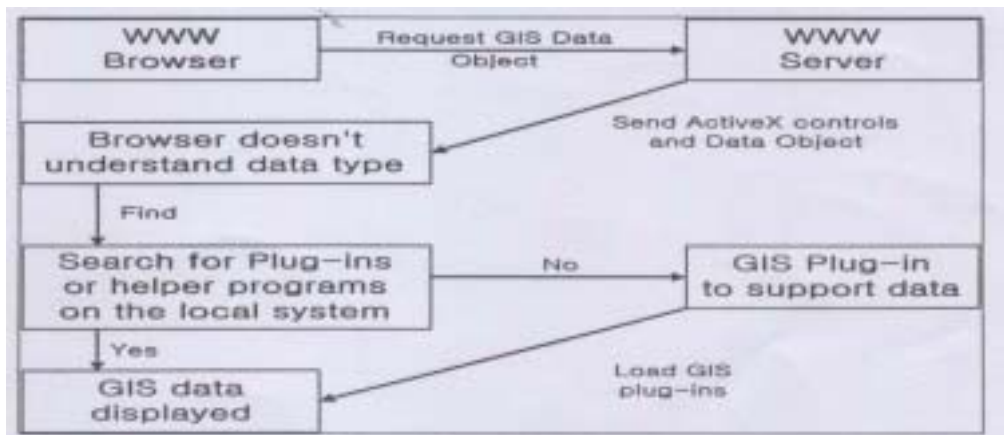 WWW
Browser
Request GIS Data
Object
WWW
Server
Send ActiveX controls
and Data Object
Browser doesn't
understand data type
Find
Search for Plug-ins
or helper programs
on the local system
No
GIS Plug-in
to support data
Yes
Load GIS
plug-ins
GIS data
displayed